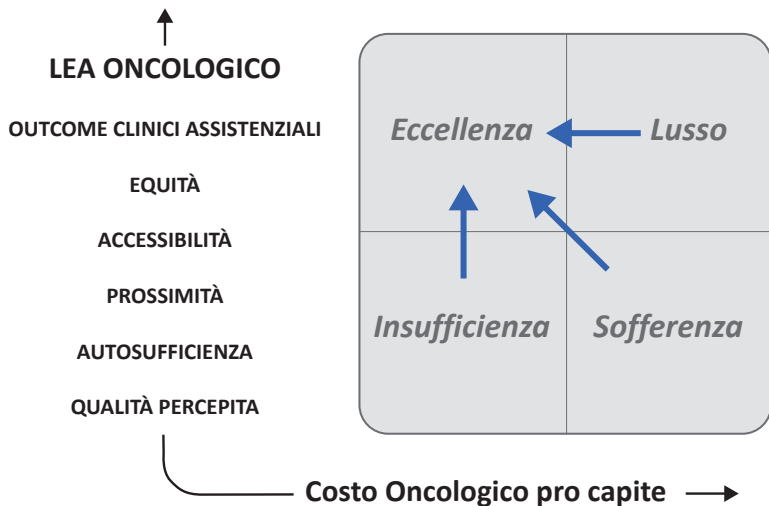 LEA ONCOLOGICO
OUTCOME CLINICI ASSISTENZIALI
EQUITÀ
ACCESSIBILITÀ
PROSSIMITÀ
AUTOSUFFICIENZA
QUALITÀ PERCEPITA
Eccellenza
Lusso
Insufficienza
Sofferenza
Costo Oncologico pro capite